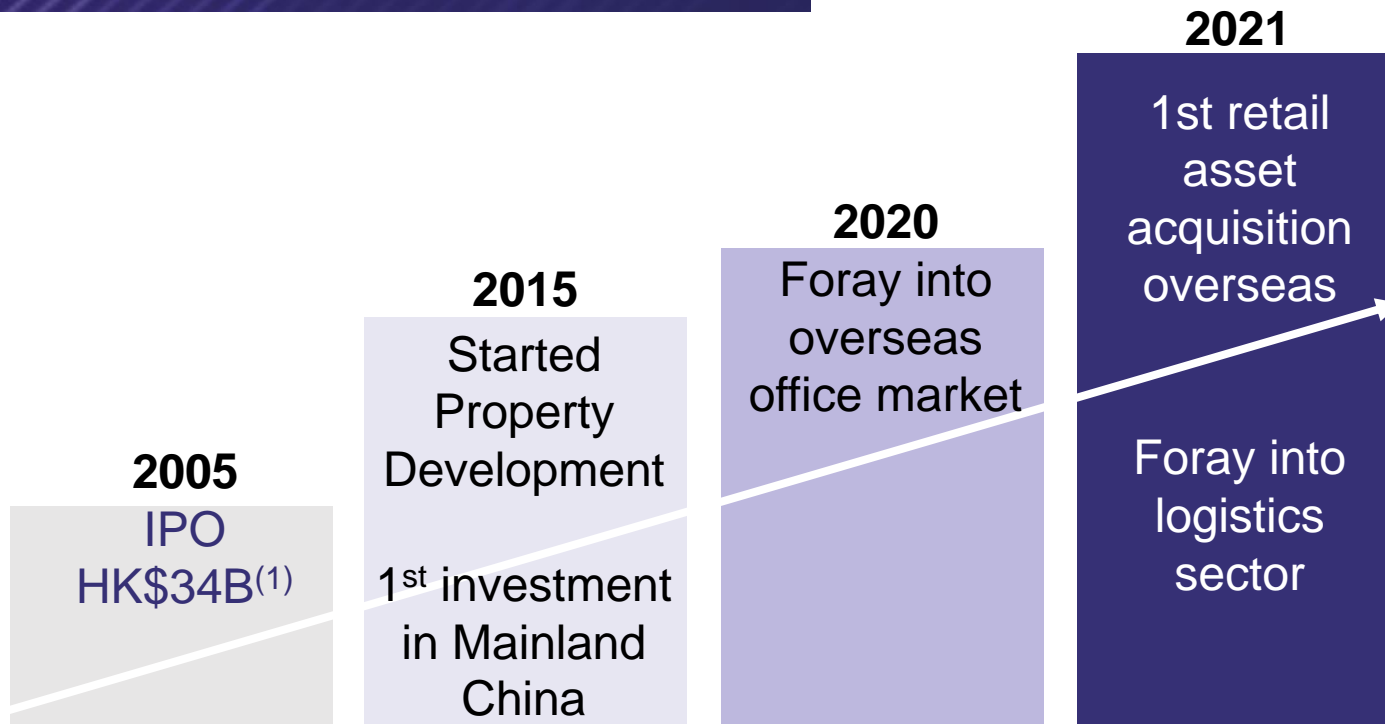 2005
IPO
HK$34B(1)
2015
Started
Property
Development
1st investment
in Mainland
China
2020
Foray into
overseas
office market
2021
1st retail
asset
acquisition
overseas
Foray into
logistics
sector